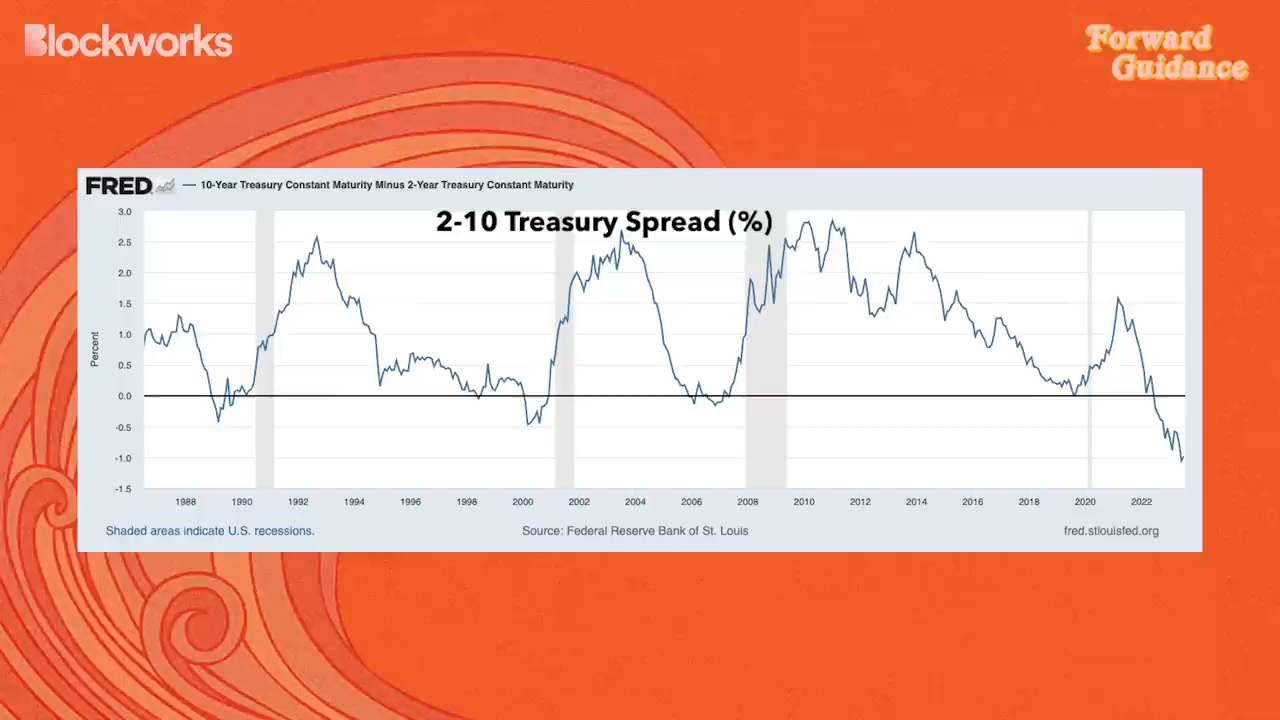 Blockworks
Forward
Guidance
FRED
10-Year Treasury Constant Maturity Minus 2-Year Treasury Constant Maturity
2-10 Treasury Spread (%)
Percent
3.0
2.5
2.0
1.5
1.0
0.5
0.0
-0.5
-1.0
-1.5
1988 1990 1992 1994 1996 1998 2000 2002 2004 2006 2008 2010 2012 2014 2016 2018 2020 2022
Shaded areas indicate U.S. recessions. Source: Federal Reserve Bank of St. Louis fred.stlouisfed.org